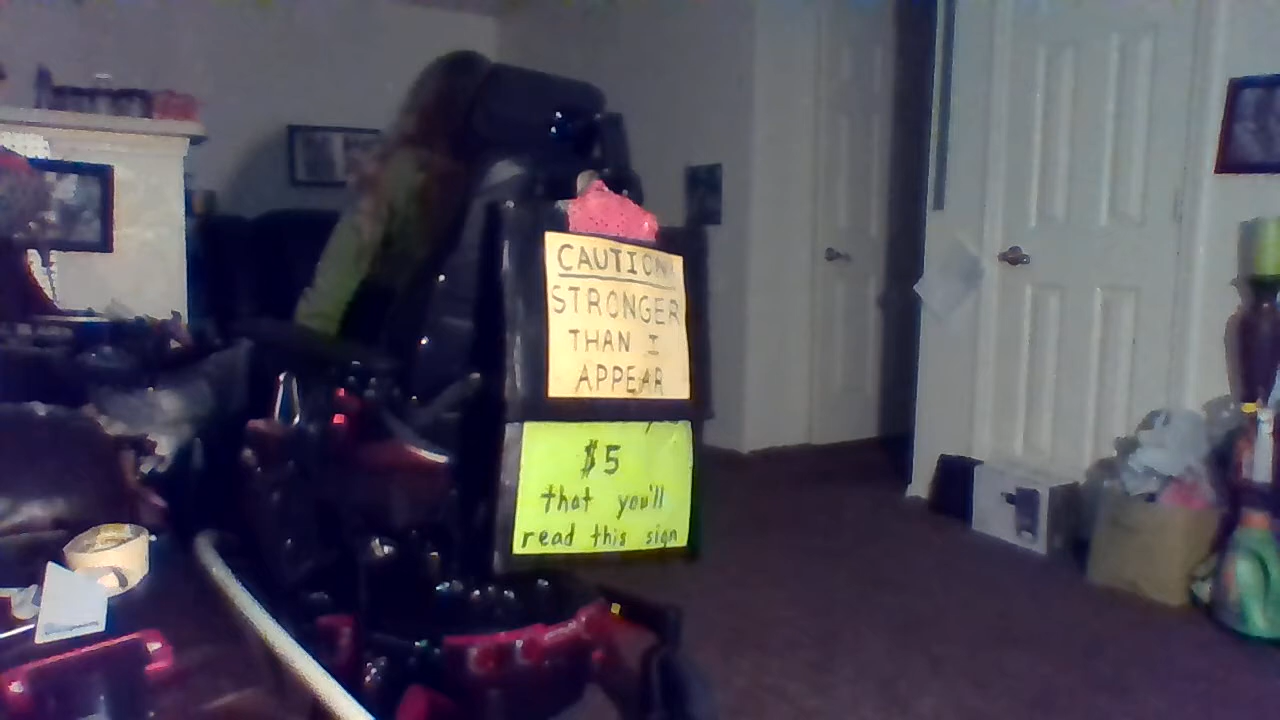 CAUTION
STRONGER
THAN I
APPEAR
$5
that you'll
read this sign